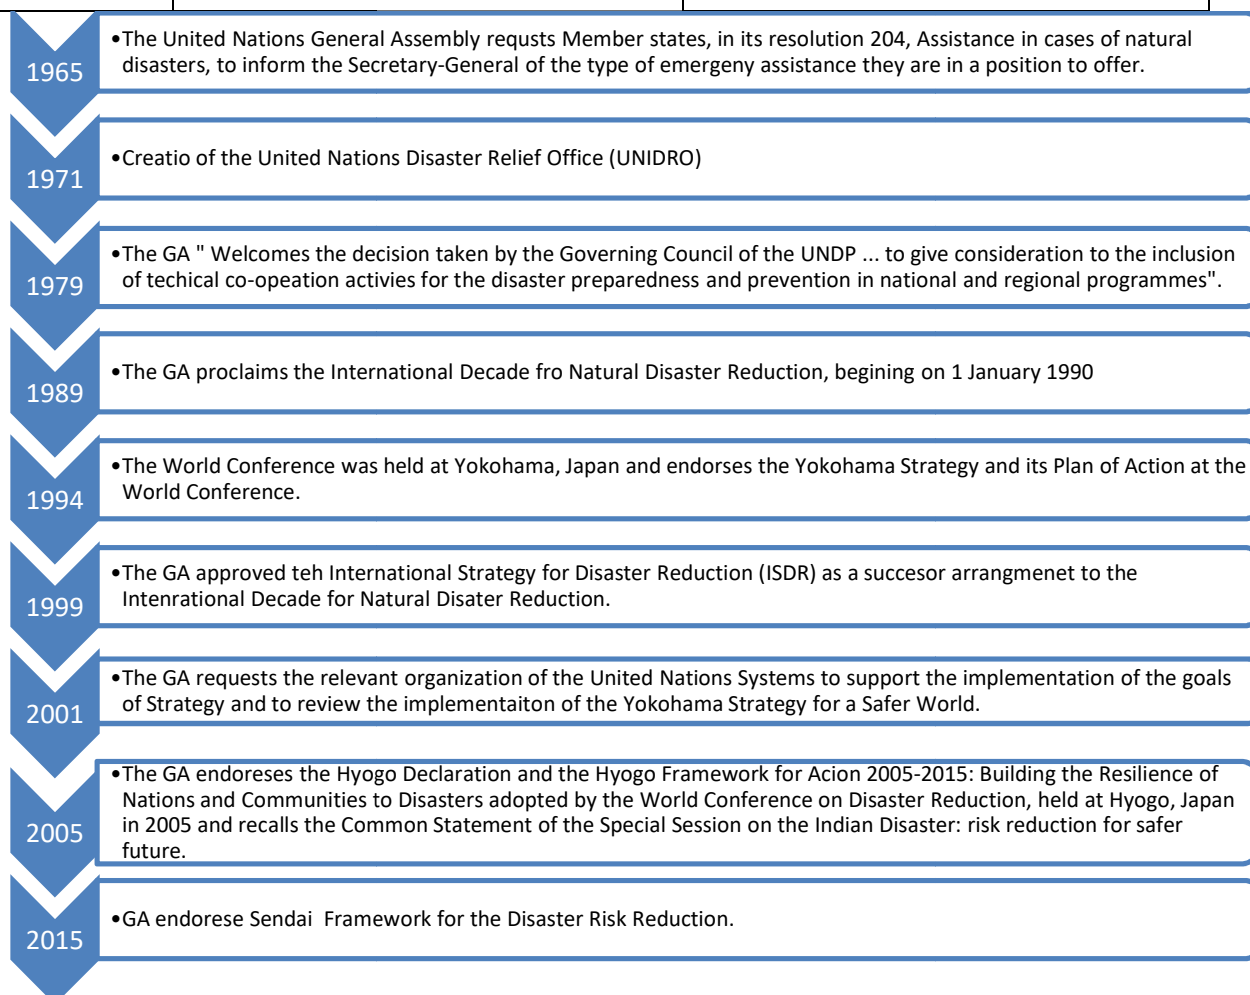 1965
•The United Nations General Assembly requsts Member states, in its resolution 204, Assistance in cases of natural
disasters, to inform the Secretary-General of the type of emergeny assistance they are in a position to offer.
1971
•Creatio of the United Nations Disaster Relief Office (UNIDRO)
1979
•The GA " Welcomes the decision taken by the Governing Council of the UNDP ... to give consideration to the inclusion
of techical co-opeation activies for the disaster preparedness and prevention in national and regional programmes".
1989
•The GA proclaims the International Decade fro Natural Disaster Reduction, begining on 1 January 1990
1994
•The World Conference was held at Yokohama, Japan and endorses the Yokohama Strategy and its Plan of Action at the
World Conference.
1999
•The GA approved teh International Strategy for Disaster Reduction (ISDR) as a succesor arrangmenet to the
Intenrational Decade for Natural Disater Reduction.
2001
•The GA requests the relevant organization of the United Nations Systems to support the implementation of the goals
of Strategy and to review the implementaiton of the Yokohama Strategy for a Safer World.
2005
•The GA endoreses the Hyogo Declaration and the Hyogo Framework for Acion 2005-2015: Building the Resilience of
Nations and Communities to Disasters adopted by the World Conference on Disaster Reduction, held at Hyogo, Japan
in 2005 and recalls the Common Statement of the Special Session on the Indian Disaster: risk reduction for safer
future.
2015
•GA endorese Sendai  Framework for the Disaster Risk Reduction.